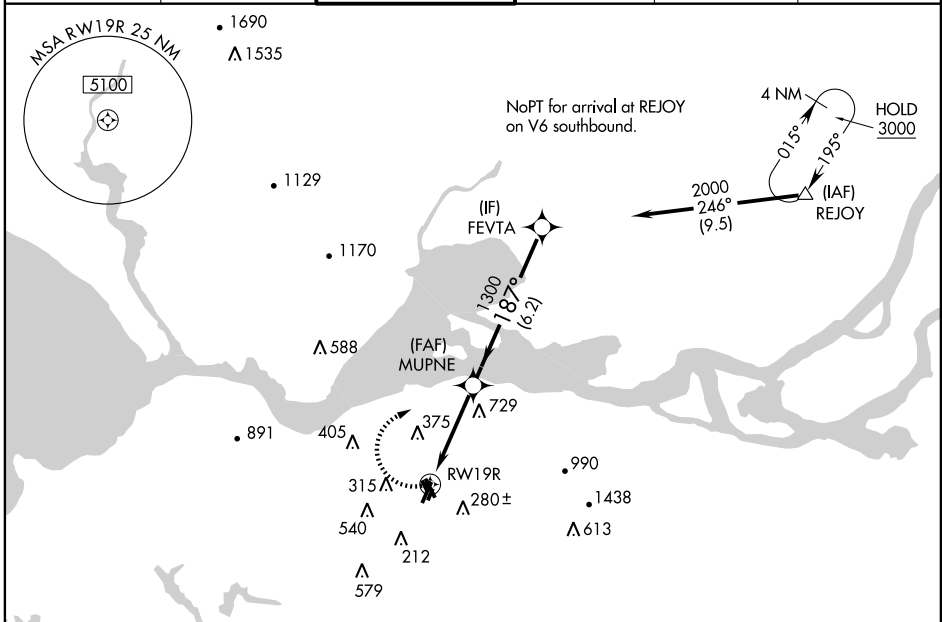 MSA RW19R 25 NM
5100
1690
1535
NoPT for arrival at REJOY
on V6 southbound.
4 NM
HOLD
3000
015°
195°
(IAF)
REJOY
2000
246°
(9.5)
1129
(IF)
FEVTA
1170
1300
187°
(6.2)
588
(FAF)
MUPNE
729
375
405
891
RW19R
990
315
280±
1438
540
613
212
579